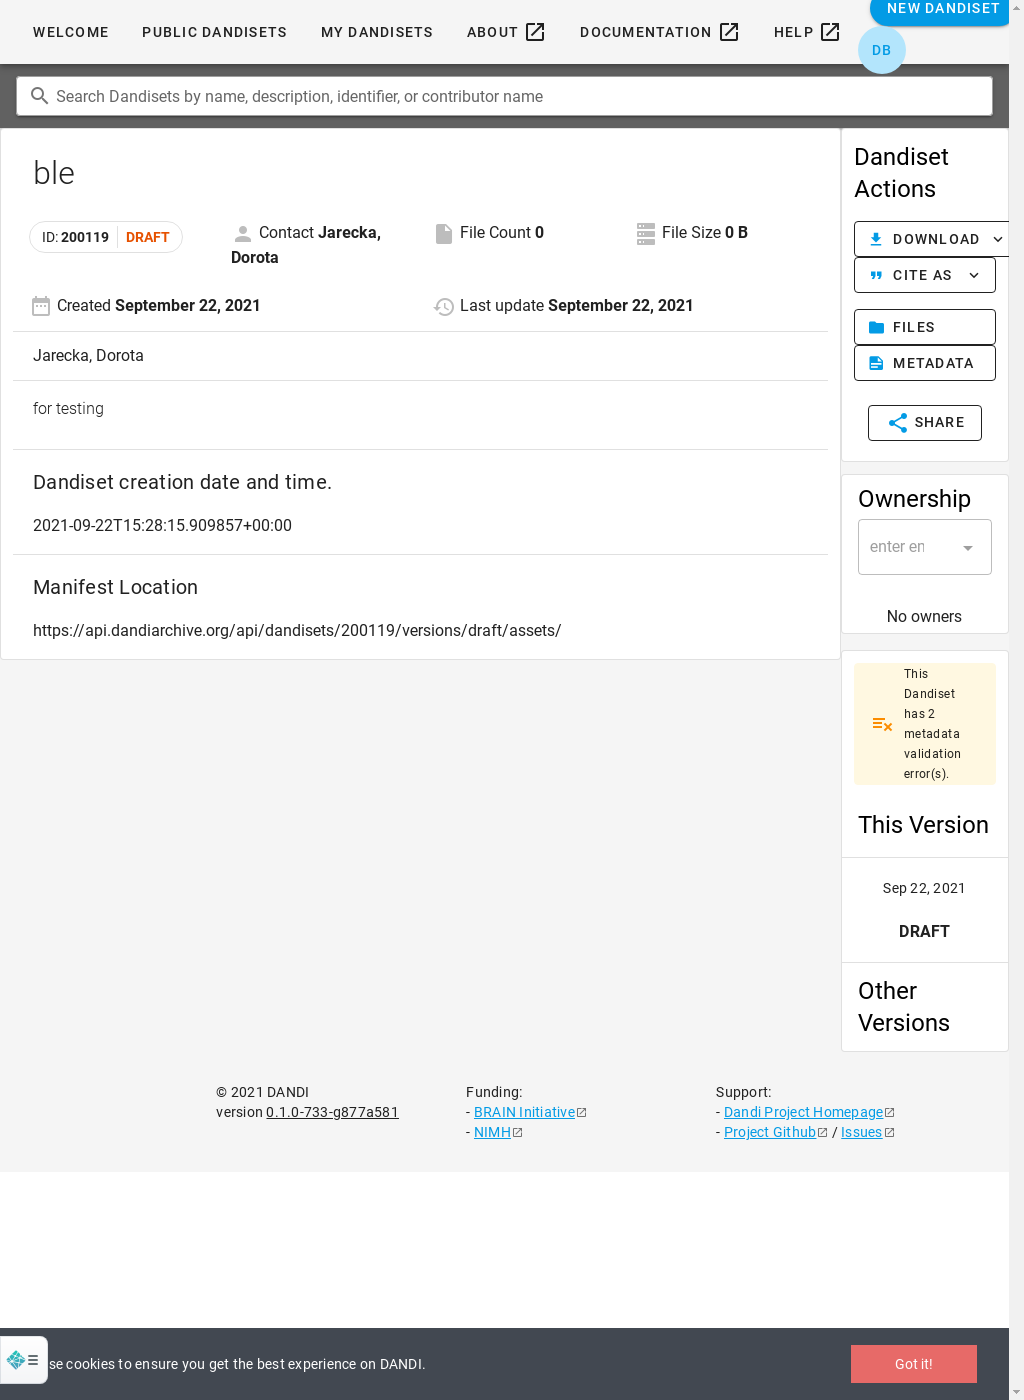 WELCOME PUBLIC DANDISETS MY DANDISETS ABOUT DOCUMENTATION HELP NEW DANDISET
DB
Search Dandisets by name, description, identifier, or contributor name
ble
ID: 200119 DRAFT
Contact Jarecka,
Dorota
File Count 0
File Size 0 B
Created September 22, 2021
Last update September 22, 2021
Jarecka, Dorota
for testing
Dandiset creation date and time.
2021-09-22T15:28:15.909857+00:00
Manifest Location
https://api.dandiarchive.org/api/dandisets/200119/versions/draft/assets/
Dandiset
Actions
DOWNLOAD
CITE AS
FILES
METADATA
SHARE
Ownership
enter
No owners
This
Dandiset
has 2
metadata
validation
error(s).
This Version
Sep 22, 2021
DRAFT
Other
Versions
© 2021 DANDI
version 0.1.0-733-g877a581
Funding:
- BRAIN Initiative
- NIMH
Support:
- Dandi Project Homepage
- Project Github / Issues
cookies to ensure you get the best experience on DANDI.
Got it!